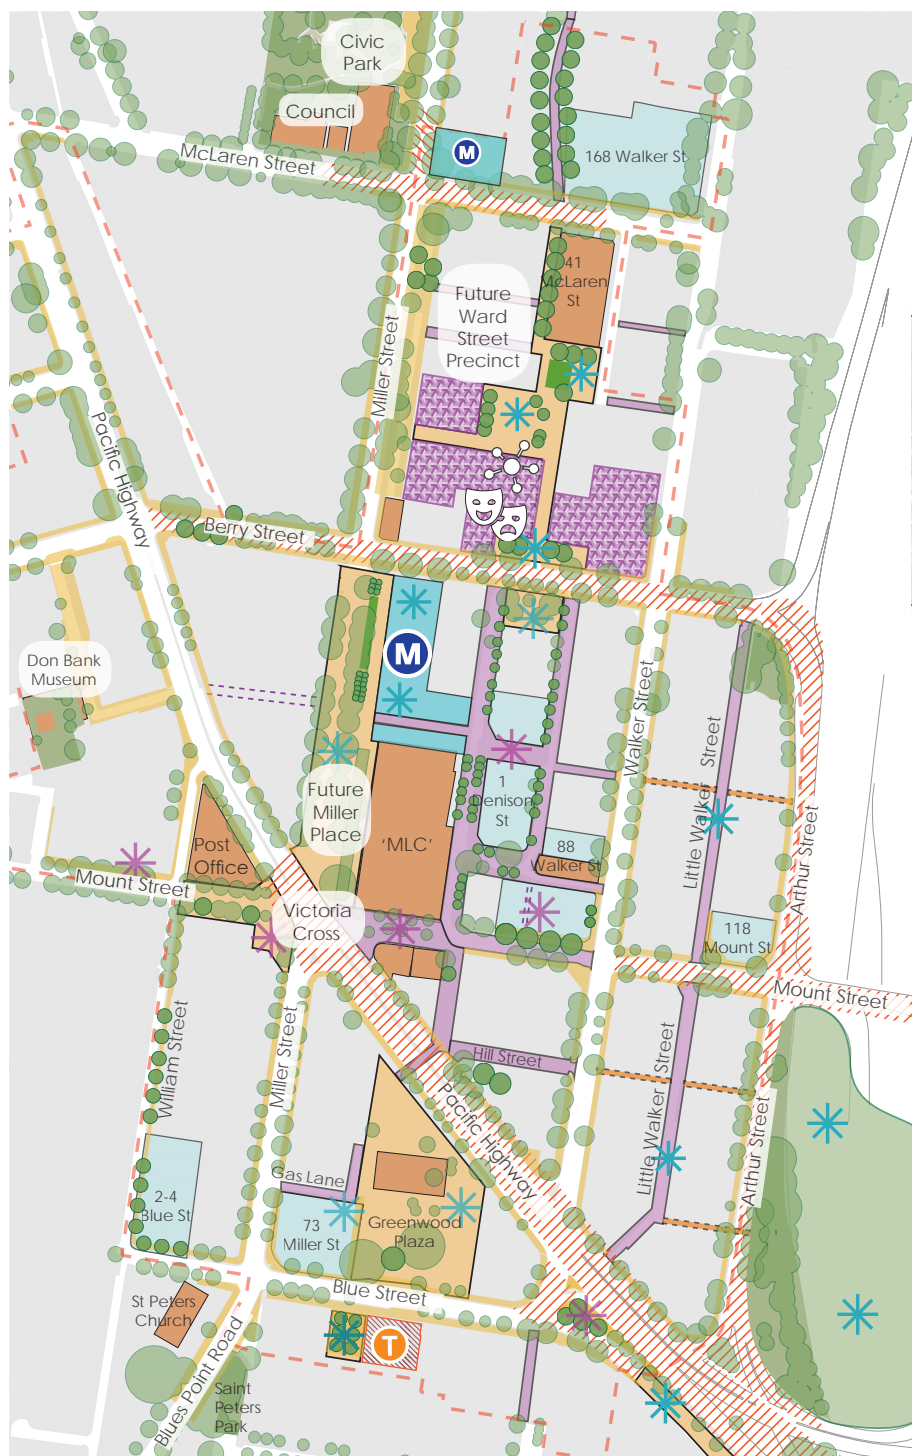 Civic
Park
Council
M
168 Walker St
McLaren Street
41
McLaren
St
Future
Ward
Street
Precinct
Miller Street
Pacific Highway
Berry Street
M
Don Bank
Museum
Walker Street
Little Walker Street
Future
Miller
Place
1
Denison
St
'MLC'
88
Walker St
Post
Office
Arthur Street
Mount Street
Victoria
Cross
118
Mount St
Mount Street
William Street
Miller Street
Hill Street
Little Walker Street
Pacific Highway
Arthur Street
Gas Lane
2-4
Blue St
73
Miller St
Greenwood
Plaza
Blue Street
St Peters
Church
T
Blues Point Road
Saint
Peters
Park